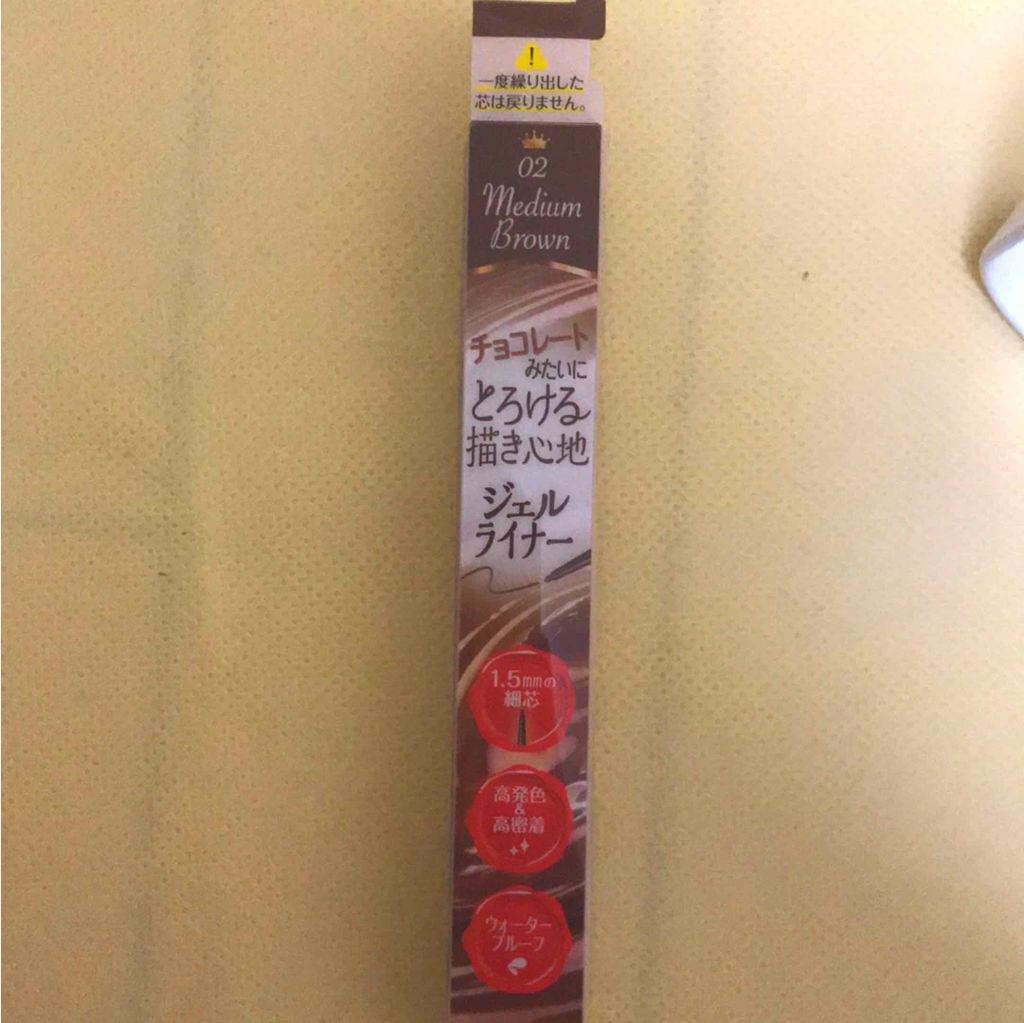 !
一度繰り出した
芯は戻りません。
02
Medium
Brown
チョコレート
みたいに
とろける
描き心地
ジェル
ライナー
1.5mmの
細芯
高発色
&
高密着
ウォーター
プルーフ